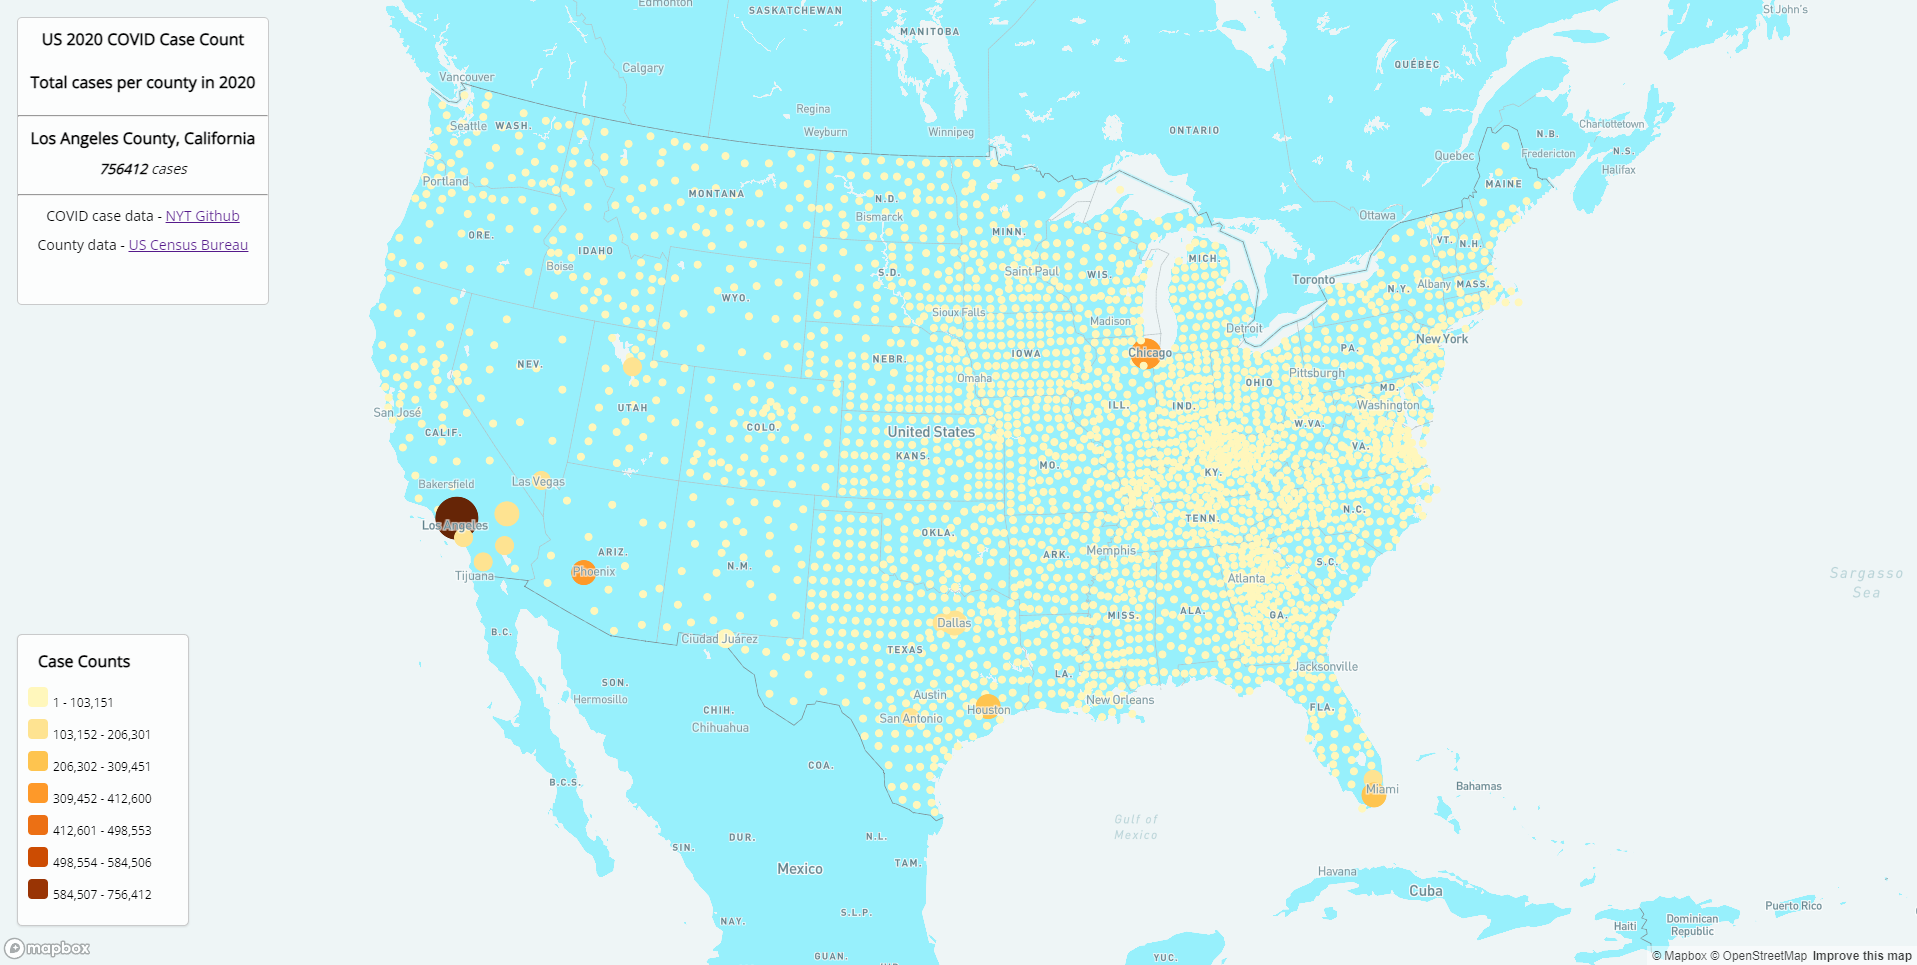 US 2020 COVID Case Count
Total cases per county in 2020
Los Angeles County, California
756412 cases
COVID case data - NYT Github
County data - US Census Bureau
Edmonton
SASKATCHEWAN
MANITOBA
St John's
Calgary
Vancouver
QUÉBEC
Regina
Weyburn
Winnipeg
ONTARIO
Seattle
WASH.
N.B.
Charlottetown
Fredericton
Quebec
N.S.
Halifax
Portland
MONTANA
N.D.
Bismarck
MAINE
Ottawa
ORE.
IDAHO
Boise
MINN.
VT.
N.H.
S.D.
Saint Paul
WIS.
MICH.
Toronto
N.Y.
Albany
MASS.
WYO.
Sioux Falls
Madison
Detroit
New York
NEV.
NEBR.
IOWA
Chicago
PA.
Omaha
OHIO
Pittsburgh
MD.
San José
UTAH
ILL.
IND.
Washington
CALIF.
COLO.
United States
W.VA.
VA.
KANS.
MO.
KY.
Bakersfield
Las Vegas
Los Angeles
N.C.
TENN.
OKLA.
ARIZ.
ARK.
Memphis
Phoenix
N.M.
S.C.
Tijuana
Atlanta
Sargasso
Sea
MISS.
ALA.
GA.
Dallas
B.C.
Ciudad Juárez
TEXAS
Jacksonville
LA.
SON.
Hermosillo
Austin
New Orleans
CHIH.
Chihuahua
San Antonio
Houston
FLA.
COA.
B.C.S.
Miami
Bahamas
Gulf of
Mexico
DUR.
N.L.
SIN.
TAM.
Mexico
Havana
Cuba
NAY.
S.L.P.
Puerto Rico
Haiti
Dominican
Republic
GUAN.
YUC.
Case Counts
1 - 103,151
103,152 - 206,301
206,302 - 309,451
309,452 - 412,600
412,601 - 498,553
498,554 - 584,506
584,507 - 756,412
mapbox
© Mapbox © OpenStreetMap Improve this map